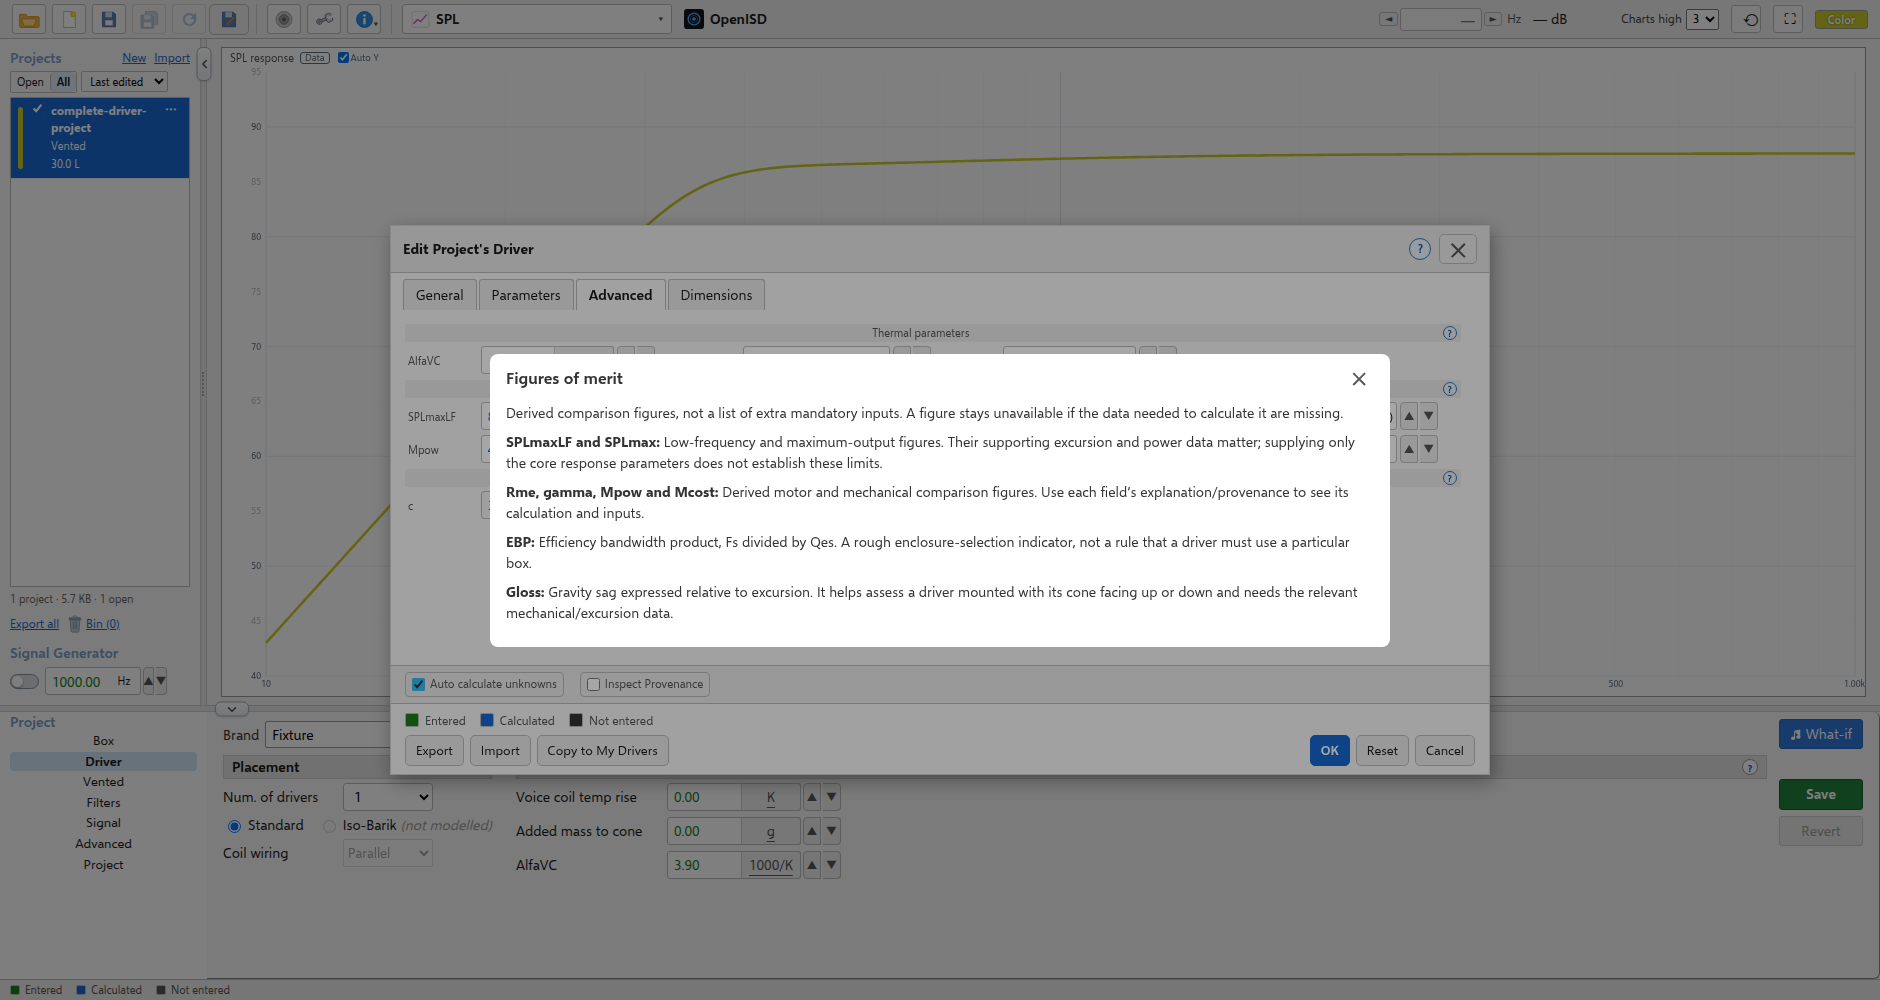 SPL
OpenISD
—
Hz
— dB
Charts high
3
Color
Projects
New
Import
Open
All
Last edited
complete-driver-project
Vented
30.0 L
1 project · 5.7 KB · 1 open
Export all
Bin (0)
Signal Generator
1000.00
Hz
SPL response
Data
Auto Y
95
90
85
80
75
70
65
60
55
50
45
40
10
500
1.00k
Edit Project's Driver
?
General
Parameters
Advanced
Dimensions
Thermal parameters
?
AlfaVC
?
SPLmaxLF
Mpow
?
c
Figures of merit
Derived comparison figures, not a list of extra mandatory inputs. A figure stays unavailable if the data needed to calculate it are missing.
SPLmaxLF and SPLmax: Low-frequency and maximum-output figures. Their supporting excursion and power data matter; supplying only
the core response parameters does not establish these limits.
Rme, gamma, Mpow and Mcost: Derived motor and mechanical comparison figures. Use each field’s explanation/provenance to see its
calculation and inputs.
EBP: Efficiency bandwidth product, Fs divided by Qes. A rough enclosure-selection indicator, not a rule that a driver must use a particular
box.
Gloss: Gravity sag expressed relative to excursion. It helps assess a driver mounted with its cone facing up or down and needs the relevant
mechanical/excursion data.
Auto calculate unknowns
Inspect Provenance
Entered
Calculated
Not entered
Export
Import
Copy to My Drivers
OK
Reset
Cancel
Project
Box
Driver
Vented
Filters
Signal
Advanced
Project
Brand
Fixture
Placement
?
Num. of drivers
1
Standard
Iso-Barik (not modelled)
Coil wiring
Parallel
Voice coil temp rise
0.00
K
Added mass to cone
0.00
g
AlfaVC
3.90
1000/K
What-if
Save
Revert
Entered
Calculated
Not entered